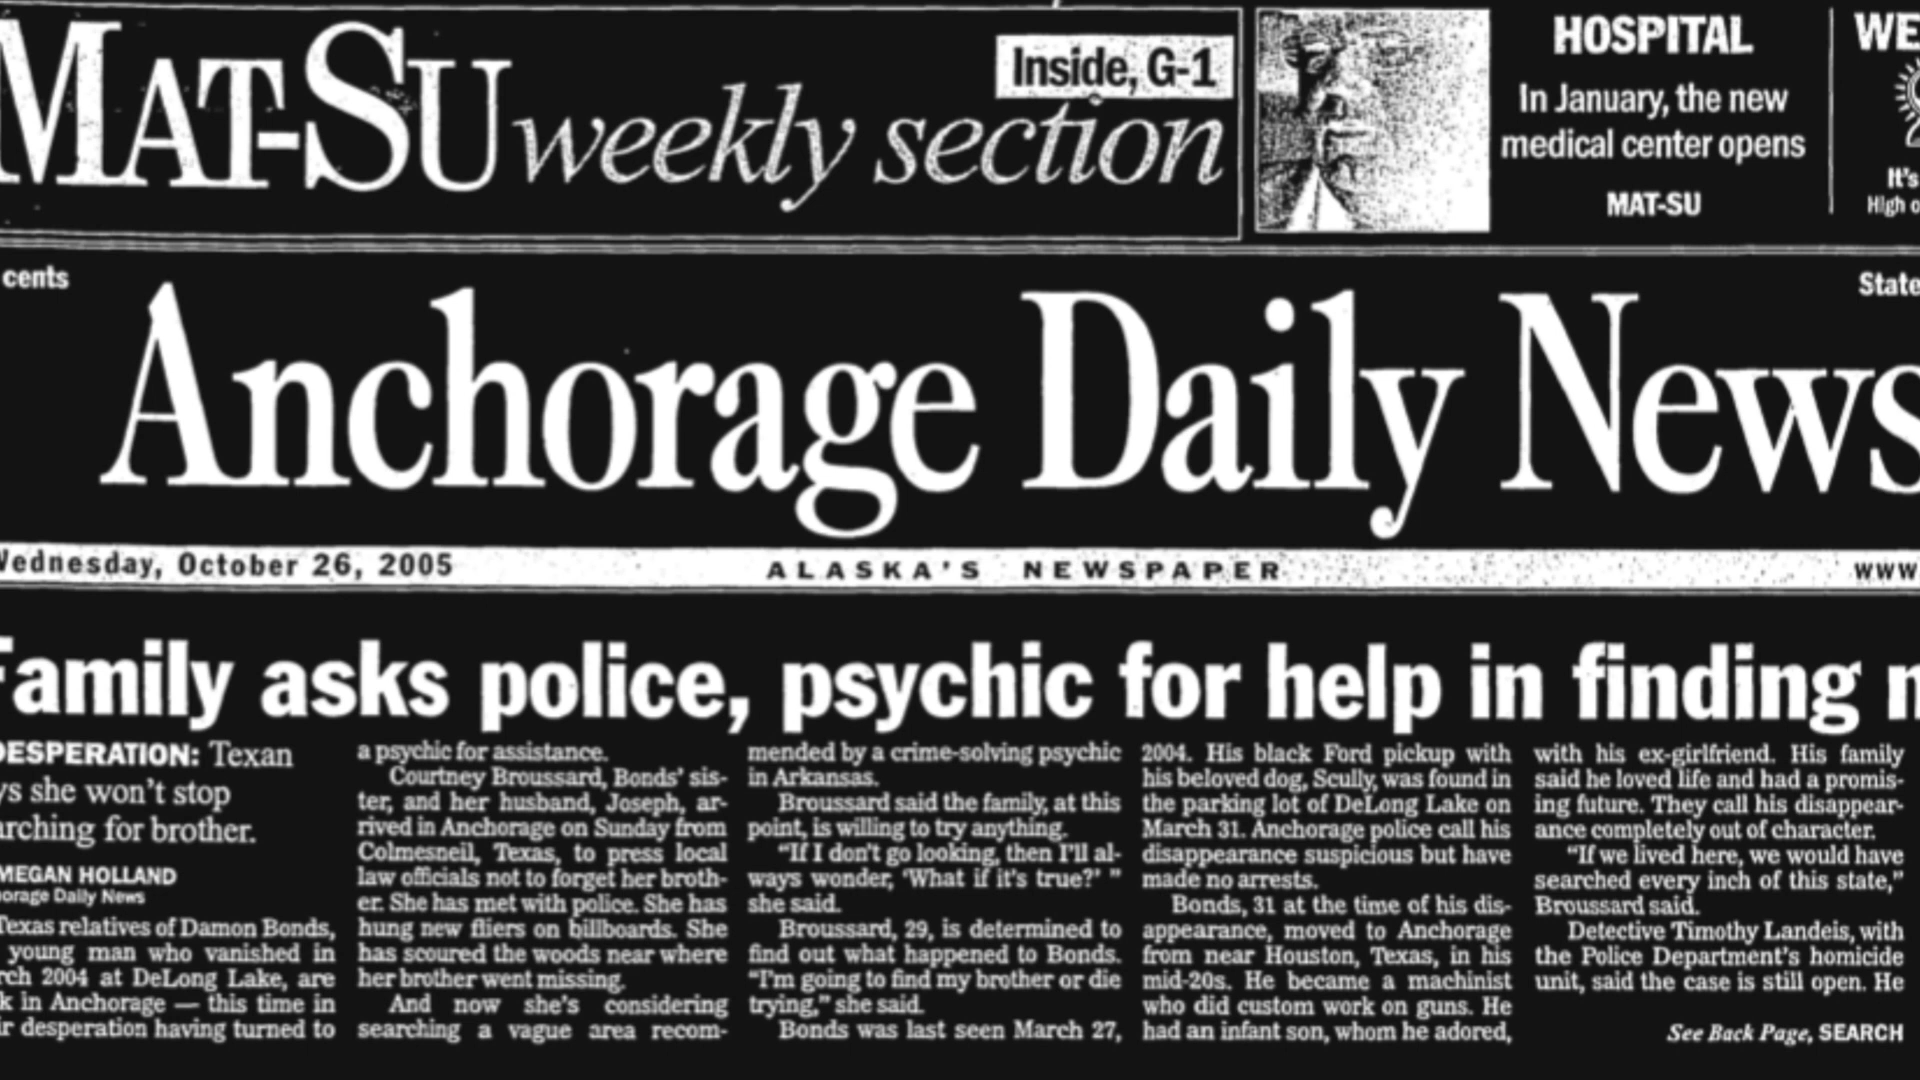 MAT-SU weekly section
Inside, G-1
HOSPITAL
In January, the new
medical center opens
MAT-SU
WE
It's
High o
cents
State
Anchorage Daily News
Wednesday, October 26, 2005
ALASKA'S NEWSPAPER
WWW
Family asks police, psychic for help in finding
DESPERATION: Texan
ys she won't stop
arching for brother.
MEGAN HOLLAND
orage Daily News
Texas relatives of Damon Bonds,
young man who vanished in
rch 2004 at DeLong Lake, are
k in Anchorage — this time in
ir desperation having turned to
a psychic for assistance.
Courtney Broussard, Bonds' sis-
ter, and her husband, Joseph, ar-
rived in Anchorage on Sunday from
Colmesneil, Texas, to press local
law officials not to forget her broth-
er. She has met with police. She has
hung new fliers on billboards. She
has scoured the woods near where
her brother went missing.
And now she's considering
searching a vague area recom-
mended by a crime-solving psychic
in Arkansas.
Broussard said the family, at this
point, is willing to try anything.
"If I don't go looking, then I'll al-
ways wonder, 'What if it's true?' "
she said.
Broussard, 29, is determined to
find out what happened to Bonds.
"I'm going to find my brother or die
trying," she said.
Bonds was last seen March 27,
2004. His black Ford pickup with
his beloved dog, Scully, was found in
the parking lot of DeLong Lake on
March 31. Anchorage police call his
disappearance suspicious but have
made no arrests.
Bonds, 31 at the time of his dis-
appearance, moved to Anchorage
from near Houston, Texas, in his
mid-20s. He became a machinist
who did custom work on guns. He
had an infant son, whom he adored,
with his ex-girlfriend. His family
said he loved life and had a promis-
ing future. They call his disappear-
ance completely out of character.
"If we lived here, we would have
searched every inch of this state,"
Broussard said.
Detective Timothy Landeis, with
the Police Department's homicide
unit, said the case is still open. He
See Back Page, SEARCH